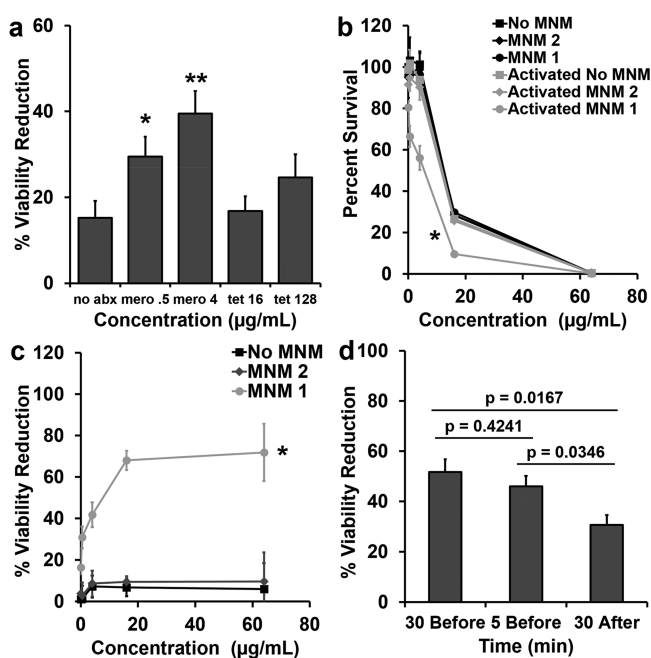 a
% Viability Reduction
60
40
20
0
*
**
no abx mero .5 mero 4 tet 16 tet 128
Concentration (µg/mL)
b
Percent Survival
120
100
80
60
40
20
0
No MNM
MNM 2
MNM 1
Activated No MNM
Activated MNM 2
Activated MNM 1
*
0 20 40 60 80
Concentration (µg/mL)
c
% Viability Reduction
120
100
80
60
40
20
0
No MNM
MNM 2
MNM 1
*
0 20 40 60 80
Concentration (µg/mL)
d
% Viability Reduction
100
80
60
40
20
0
p = 0.0167
p = 0.4241
p = 0.0346
30 Before 5 Before 30 After
Time (min)